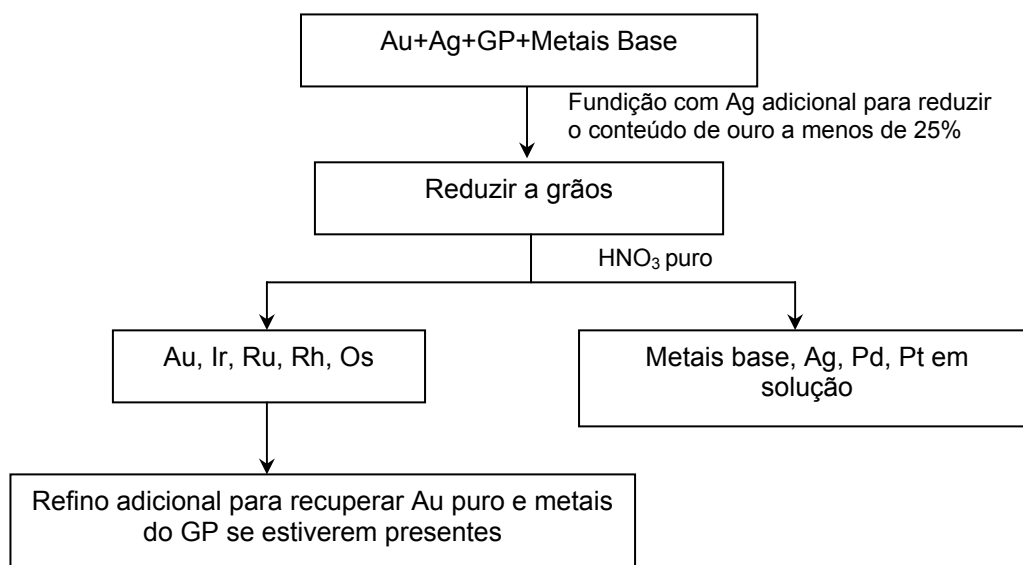 Au+Ag+GP+Metais Base
Fundição com Ag adicional para reduzir
o conteúdo de ouro a menos de 25%
Reduzir a grãos
HNO₃ puro
Au, Ir, Ru, Rh, Os
Metais base, Ag, Pd, Pt em
solução
Refino adicional para recuperar Au puro e metais
do GP se estiverem presentes